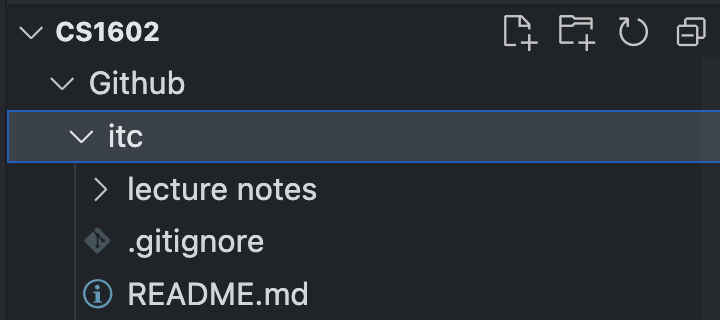 CS1602
Github
itc
lecture notes
.gitignore
README.md